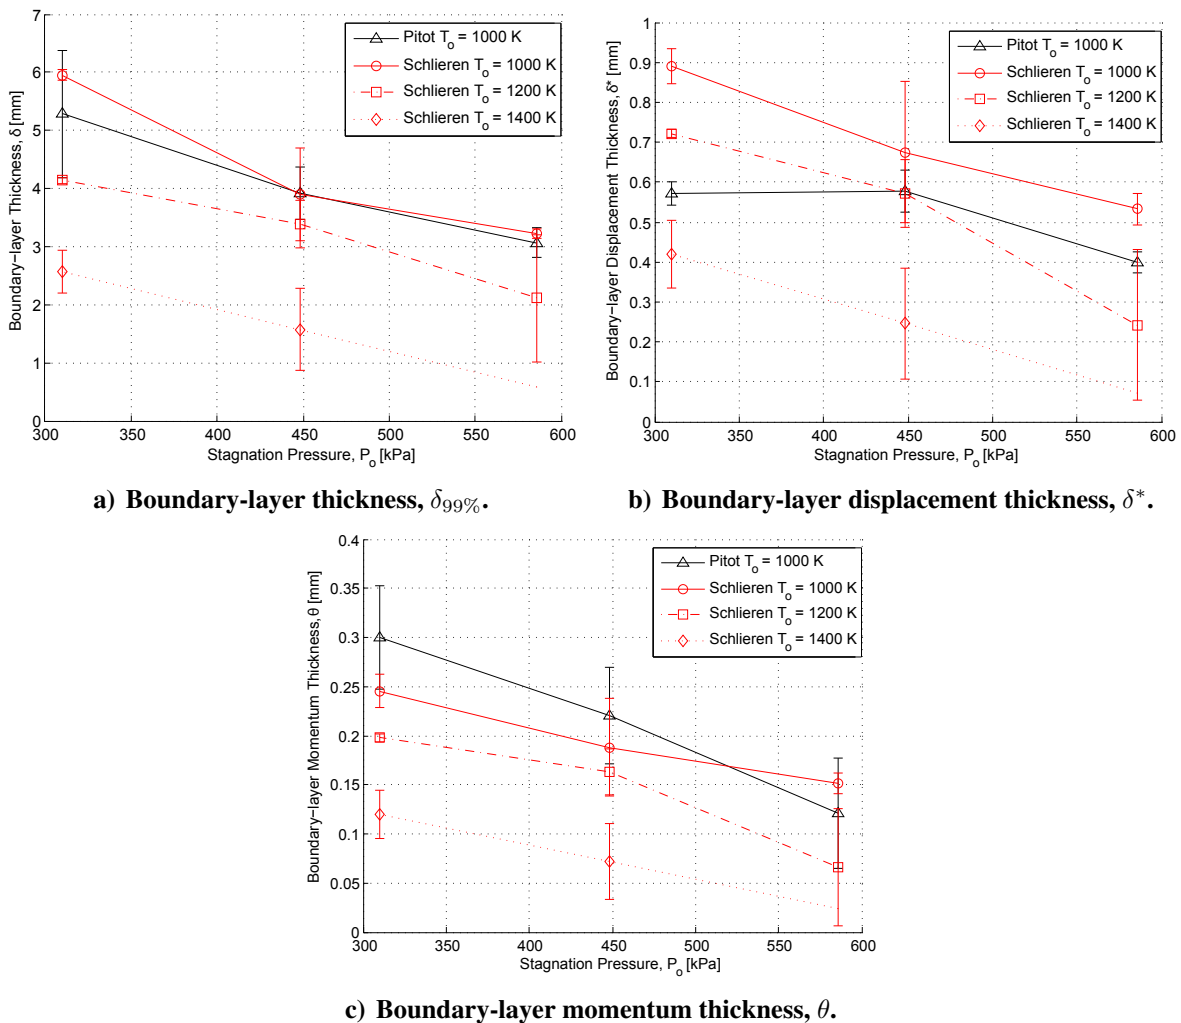 7
6
5
4
3
2
1
0
300
350
400
450
500
550
600
Boundary−layer Thickness, δ [mm]
Stagnation Pressure, Po [kPa]
Pitot To = 1000 K
Schlieren To = 1000 K
Schlieren To = 1200 K
Schlieren To = 1400 K
a) Boundary-layer thickness, δ99%.
1
0.9
0.8
0.7
0.6
0.5
0.4
0.3
0.2
0.1
0
300
350
400
450
500
550
600
Boundary−layer Displacement Thickness, δ* [mm]
Stagnation Pressure, Po [kPa]
Pitot To = 1000 K
Schlieren To = 1000 K
Schlieren To = 1200 K
Schlieren To = 1400 K
b) Boundary-layer displacement thickness, δ*.
0.4
0.35
0.3
0.25
0.2
0.15
0.1
0.05
0
300
350
400
450
500
550
600
Boundary−layer Momentum Thickness, θ [mm]
Stagnation Pressure, Po [kPa]
Pitot To = 1000 K
Schlieren To = 1000 K
Schlieren To = 1200 K
Schlieren To = 1400 K
c) Boundary-layer momentum thickness, θ.